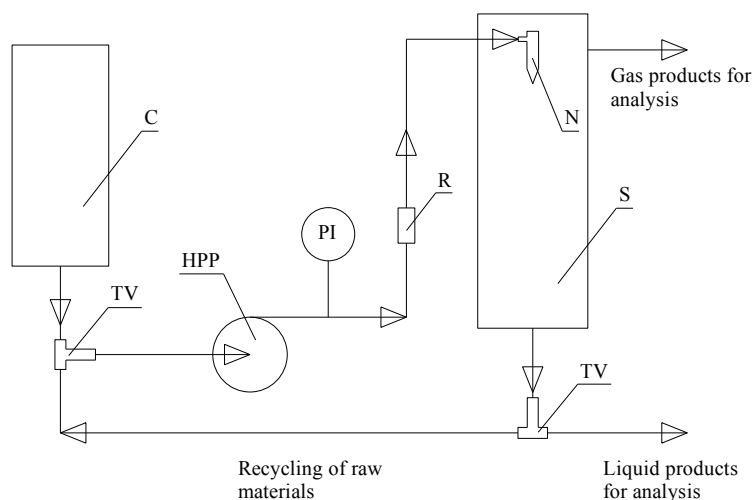 C
TV
HPP
PI
R
N
Gas products for
analysis
S
TV
Recycling of raw
materials
Liquid products
for analysis